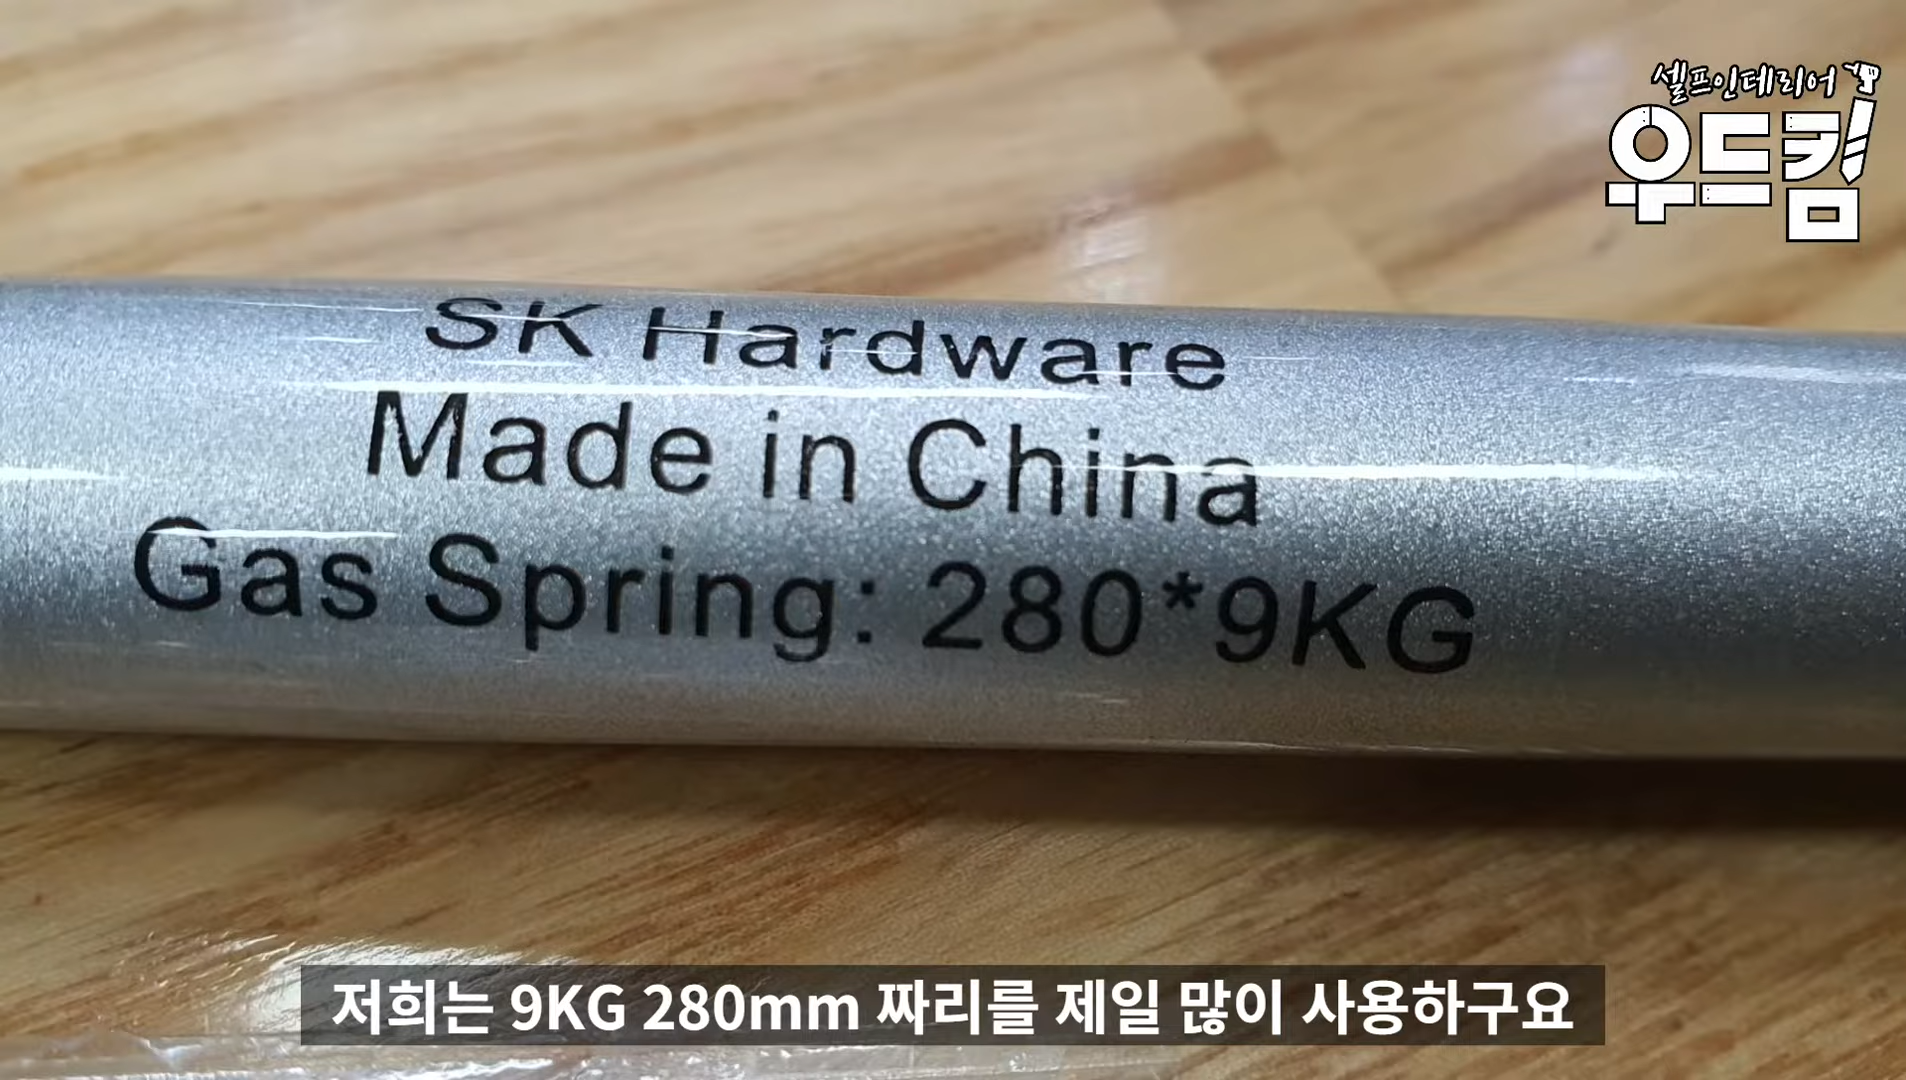 셀프인테리어
우드킴
SK Hardware
Made in China
Gas Spring: 280*9KG
저희는 9KG 280mm 짜리를 제일 많이 사용하구요